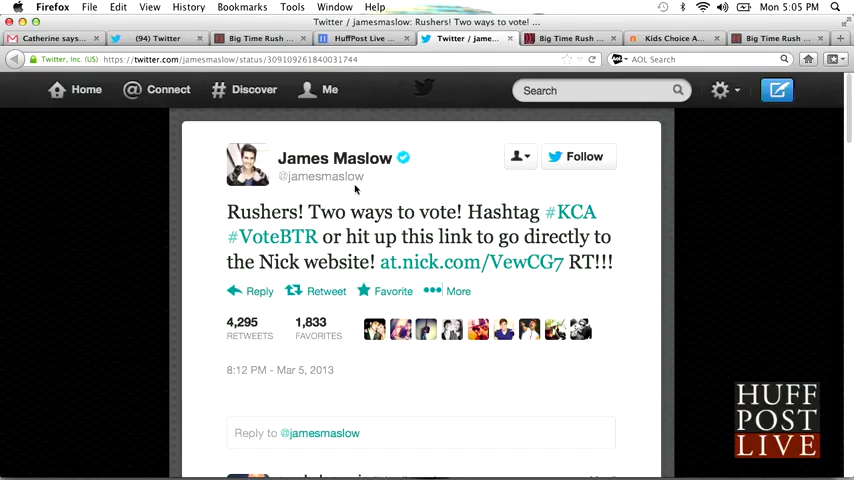 Firefox File Edit View History Bookmarks Tools Window Help Mon 5:05 PM
Twitter / jamesmaslow: Rushers! Two ways to vote! ...
Catherine says... (94) Twitter Big Time Rush ... HuffPost Live ... Twitter / jame... Big Time Rush ... Kids Choice A... Big Time Rush ...
Twitter, Inc. (US) https://twitter.com/jamesmaslow/status/309109261840031744 AOL Search
Home Connect Discover Me Search
James Maslow Follow
@jamesmaslow
Rushers! Two ways to vote! Hashtag #KCA
#VoteBTR or hit up this link to go directly to
the Nick website! at.nick.com/VewCG7 RT!!!
Reply Retweet Favorite More
4,295 1,833
RETWEETS FAVORITES
8:12 PM - Mar 5, 2013
Reply to @jamesmaslow
HUFF
POST
LIVE